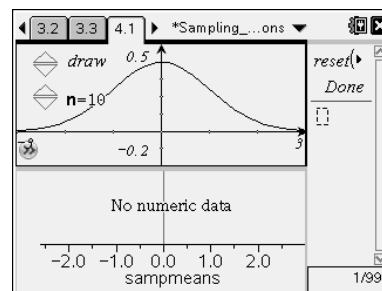 3.2 3.3 4.1 *Sampling_...ons
draw 0.5
n=10
-3 3
-0.2
reset(
Done
No numeric data
-2.0 -1.0 0.0 1.0 2.0
sampmeans
1/99